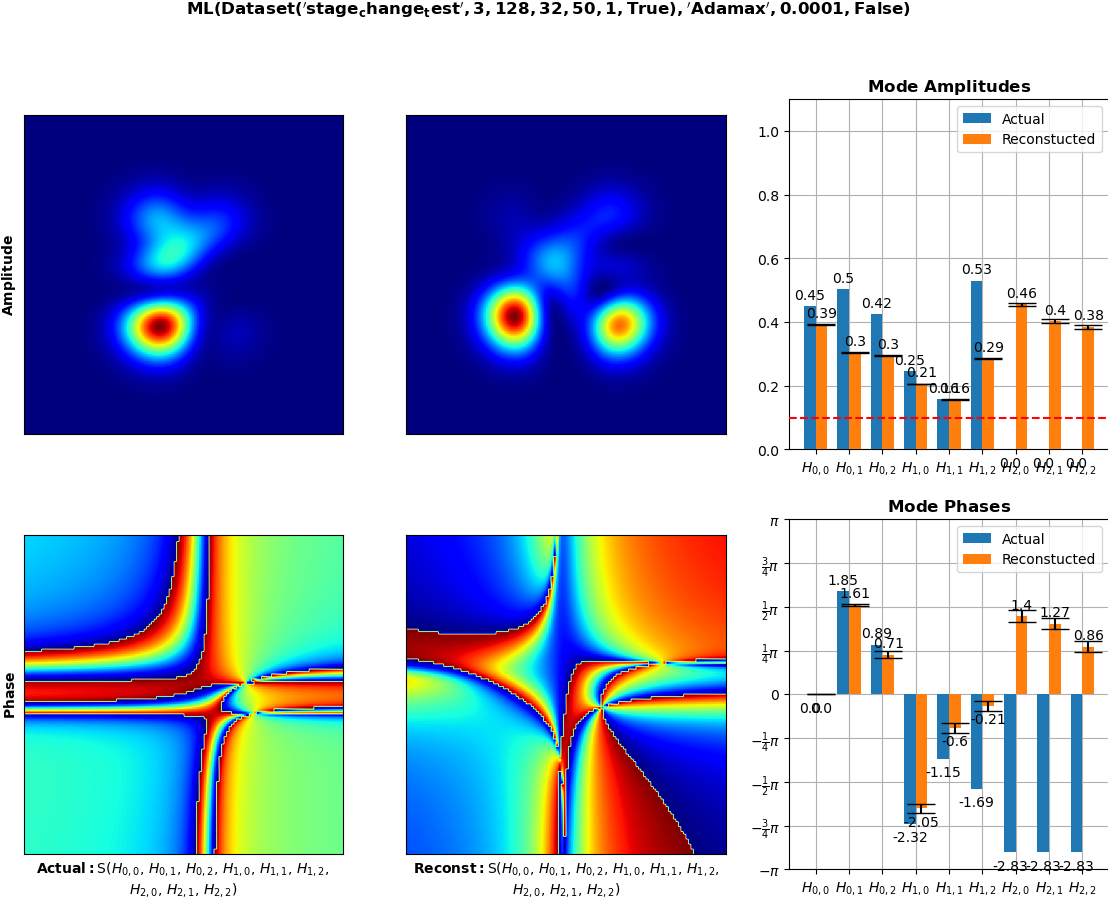 ML(Dataset('stage_change_test', 3, 128, 32, 50, 1, True), 'Adamax', 0.0001, False)
Amplitude
Mode Amplitudes
Actual
Reconstucted
1.0
0.8
0.6
0.4
0.2
0.0
0.45
0.39
0.5
0.3
0.42
0.3
0.25
0.21
0.16
0.16
0.53
0.29
0.46
0.4
0.38
0.0
0.0
0.0
H0,0 H0,1 H0,2 H1,0 H1,1 H1,2 H2,0 H2,1 H2,2
Phase
Actual: S(H0,0, H0,1, H0,2, H1,0, H1,1, H1,2,
H2,0, H2,1, H2,2)
Reconst: S(H0,0, H0,1, H0,2, H1,0, H1,1, H1,2,
H2,0, H2,1, H2,2)
Mode Phases
Actual
Reconstucted
π
3/4π
1/2π
1/4π
0
−1/4π
−1/2π
−3/4π
−π
0.0
0.0
1.85
1.61
0.89
0.71
-2.32
-2.05
-1.15
-0.6
-1.69
-0.21
-2.83
1.4
-2.83
1.27
-2.83
0.86
H0,0 H0,1 H0,2 H1,0 H1,1 H1,2 H2,0 H2,1 H2,2